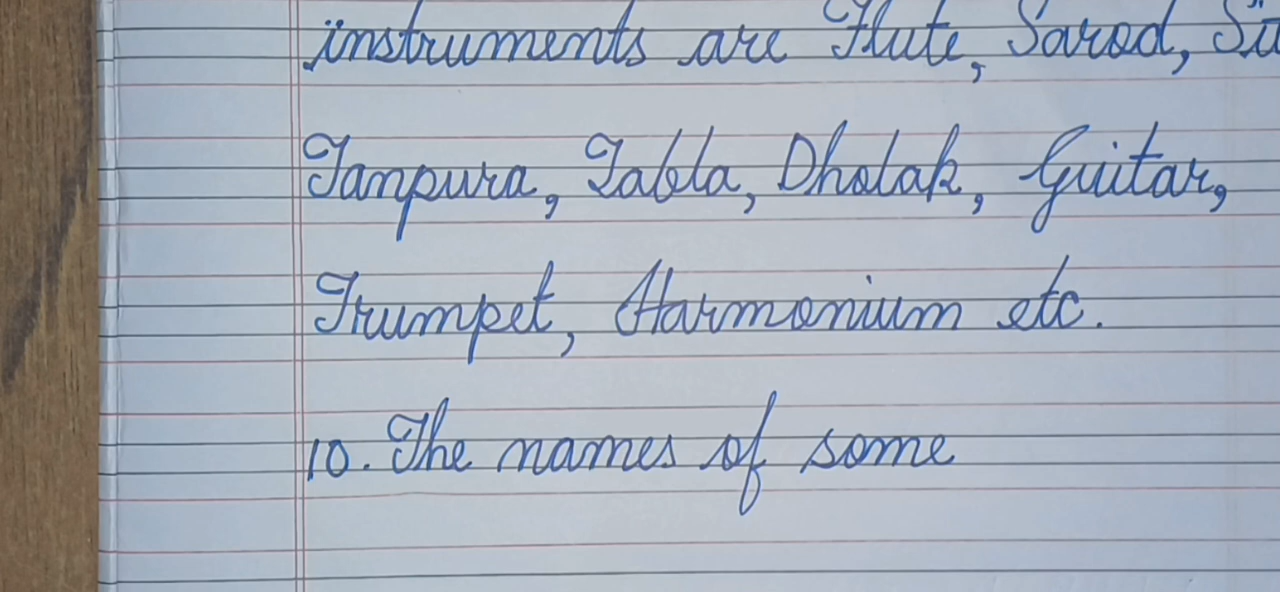 instruments are Flute, Sarod,
Tanpura, Tabla, Dholak, Guitar,
Trumpet, Harmonium etc.
10. The names of some